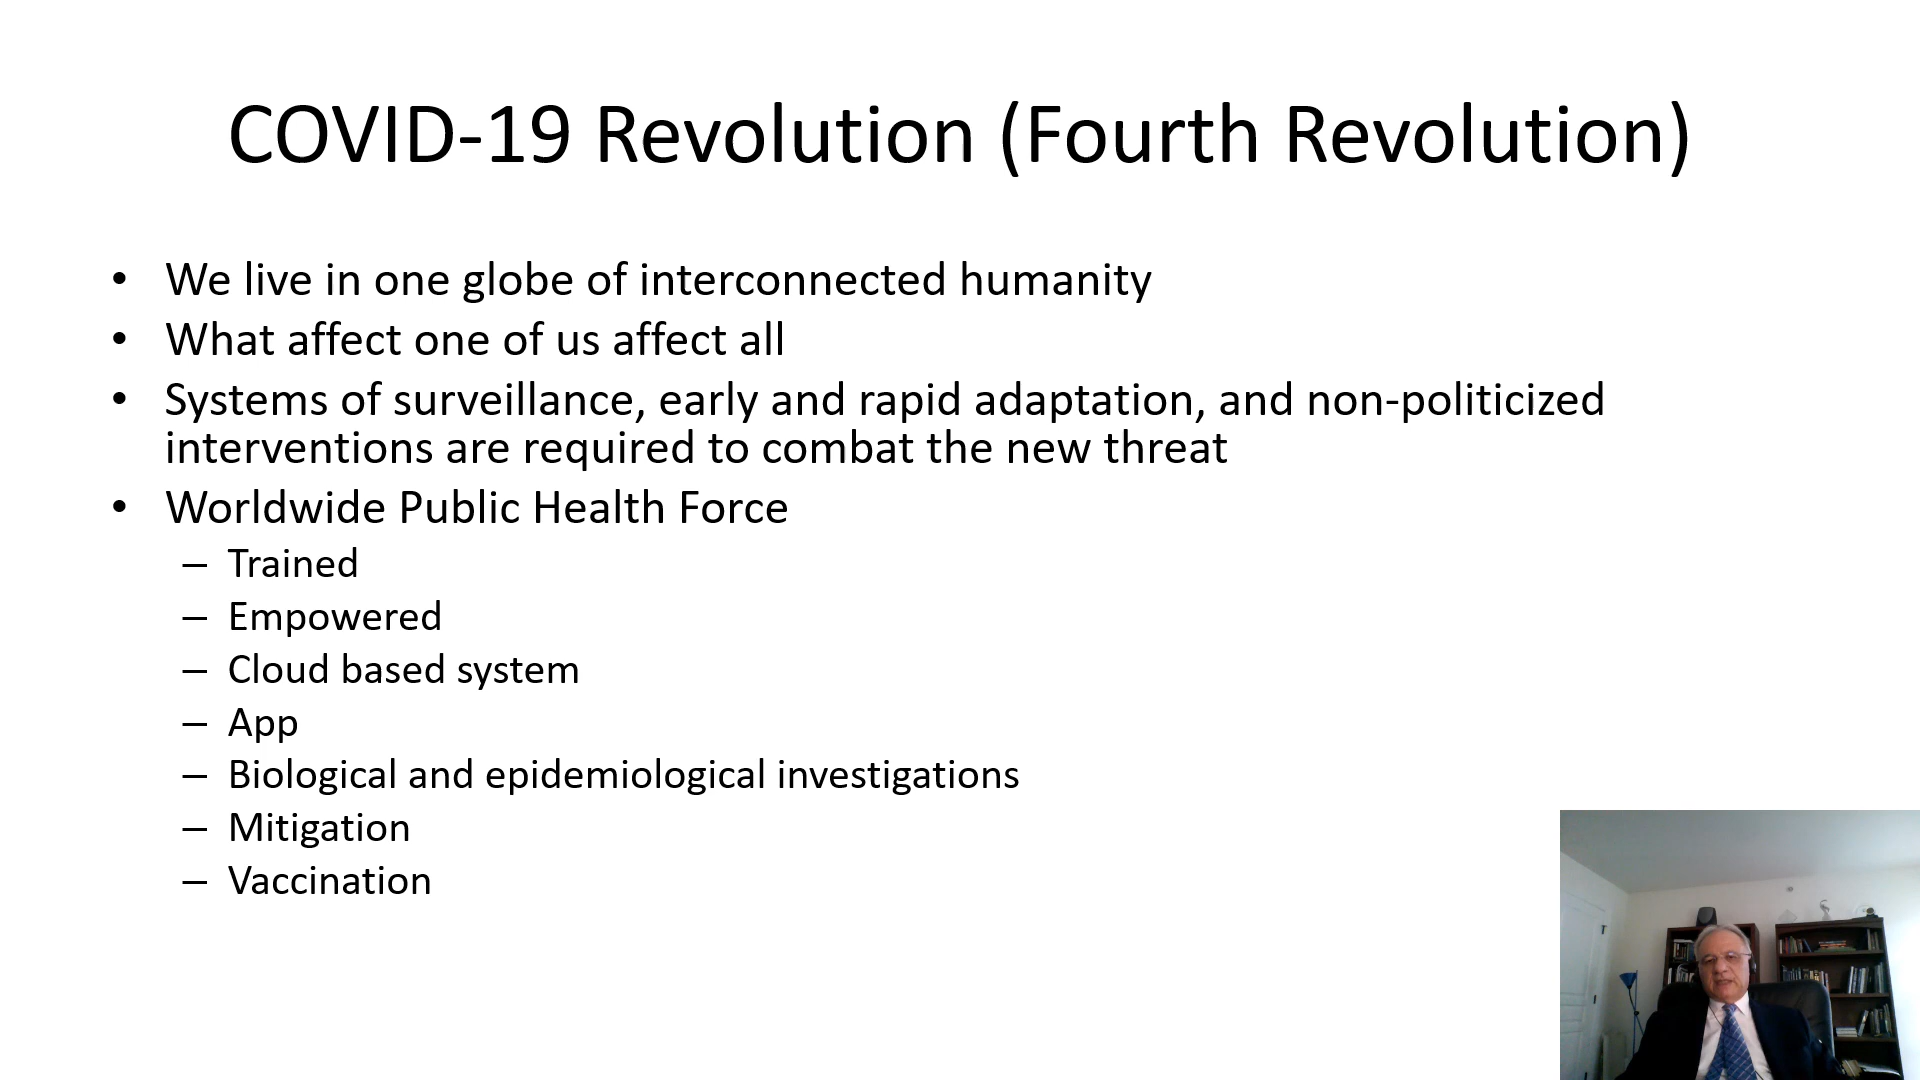 COVID-19 Revolution (Fourth Revolution)
• We live in one globe of interconnected humanity
• What affect one of us affect all
• Systems of surveillance, early and rapid adaptation, and non-politicized
interventions are required to combat the new threat
• Worldwide Public Health Force
– Trained
– Empowered
– Cloud based system
– App
– Biological and epidemiological investigations
– Mitigation
– Vaccination